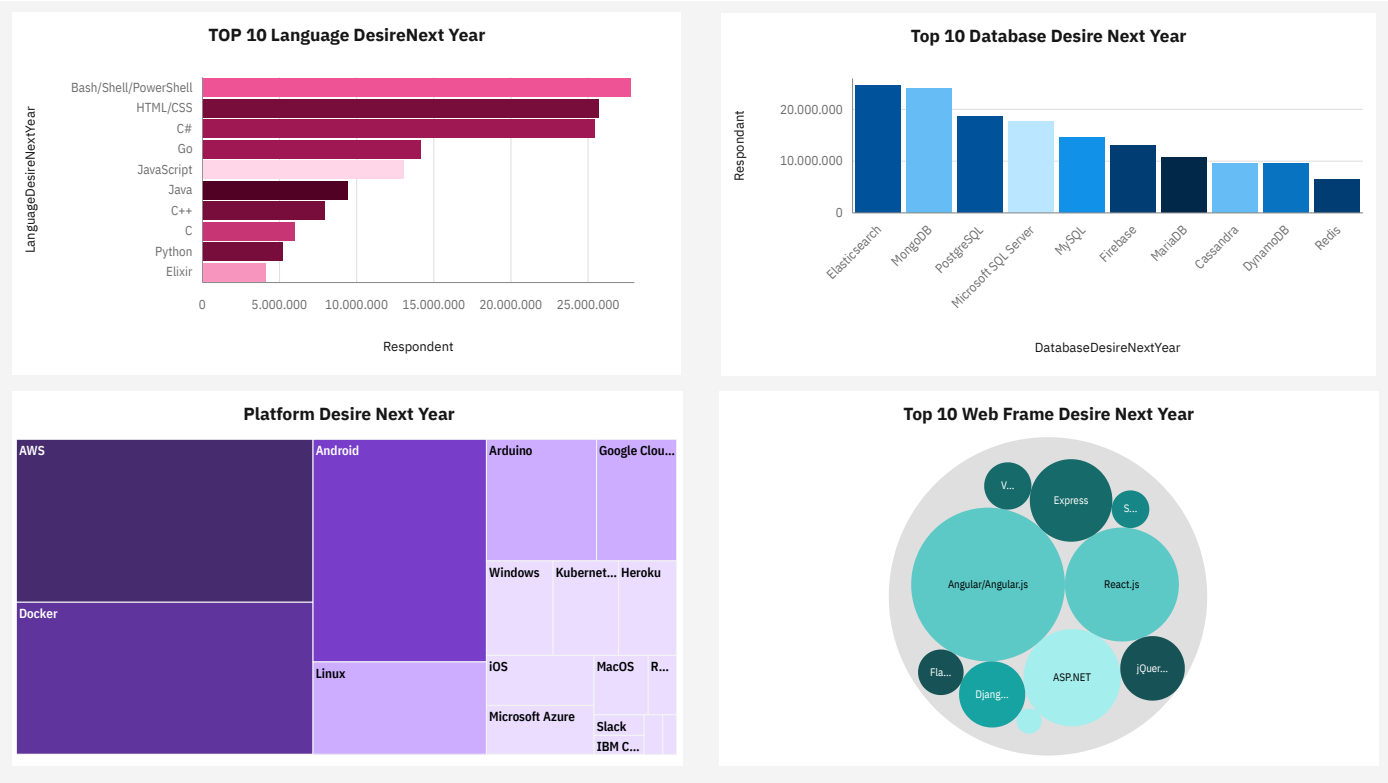 TOP 10 Language DesireNext Year
LanguageDesireNextYear
Bash/Shell/PowerShell
HTML/CSS
C#
Go
JavaScript
Java
C++
C
Python
Elixir
0 5.000.000 10.000.000 15.000.000 20.000.000 25.000.000
Respondent
Top 10 Database Desire Next Year
Respondant
20.000.000
10.000.000
0
Elasticsearch
MongoDB
PostgreSQL
Microsoft SQL Server
MySQL
Firebase
MariaDB
Cassandra
DynamoDB
Redis
DatabaseDesireNextYear
Platform Desire Next Year
AWS
Docker
Android
Linux
Arduino
Google Clou...
Windows
Kubernet...
Heroku
iOS
MacOS
R...
Microsoft Azure
Slack
IBM C...
Top 10 Web Frame Desire Next Year
V...
Express
S...
Angular/Angular.js
React.js
Fla...
Djang...
ASP.NET
jQuer...